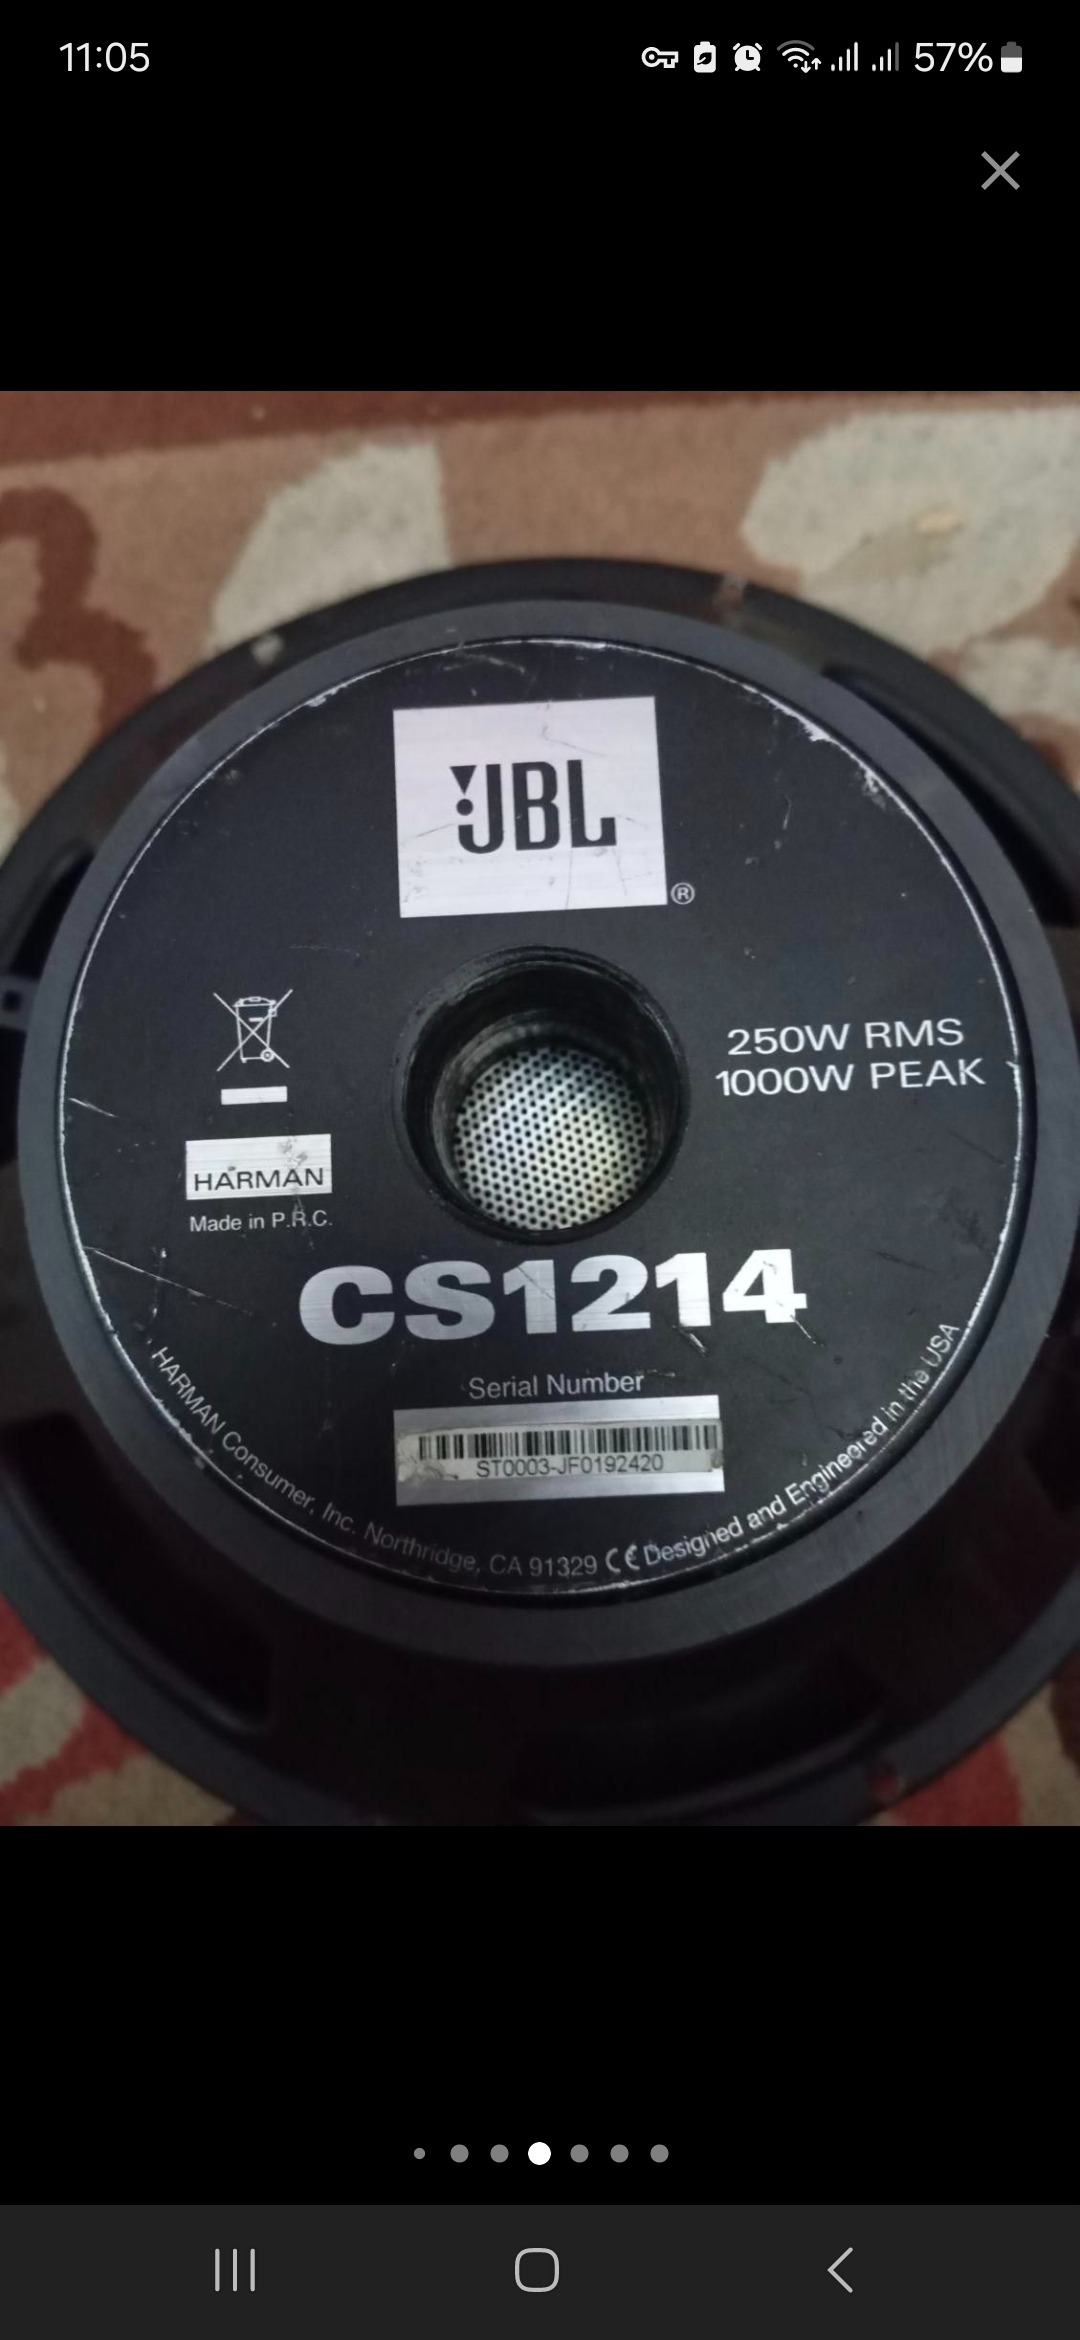 11:05
57%
JBL
®
250W RMS
1000W PEAK
HARMAN
Made in P.R.C.
CS1214
Serial Number
ST0003-JF0192420
HARMAN Consumer, Inc. Northridge, CA 91329 CE Designed and Engineered in the USA